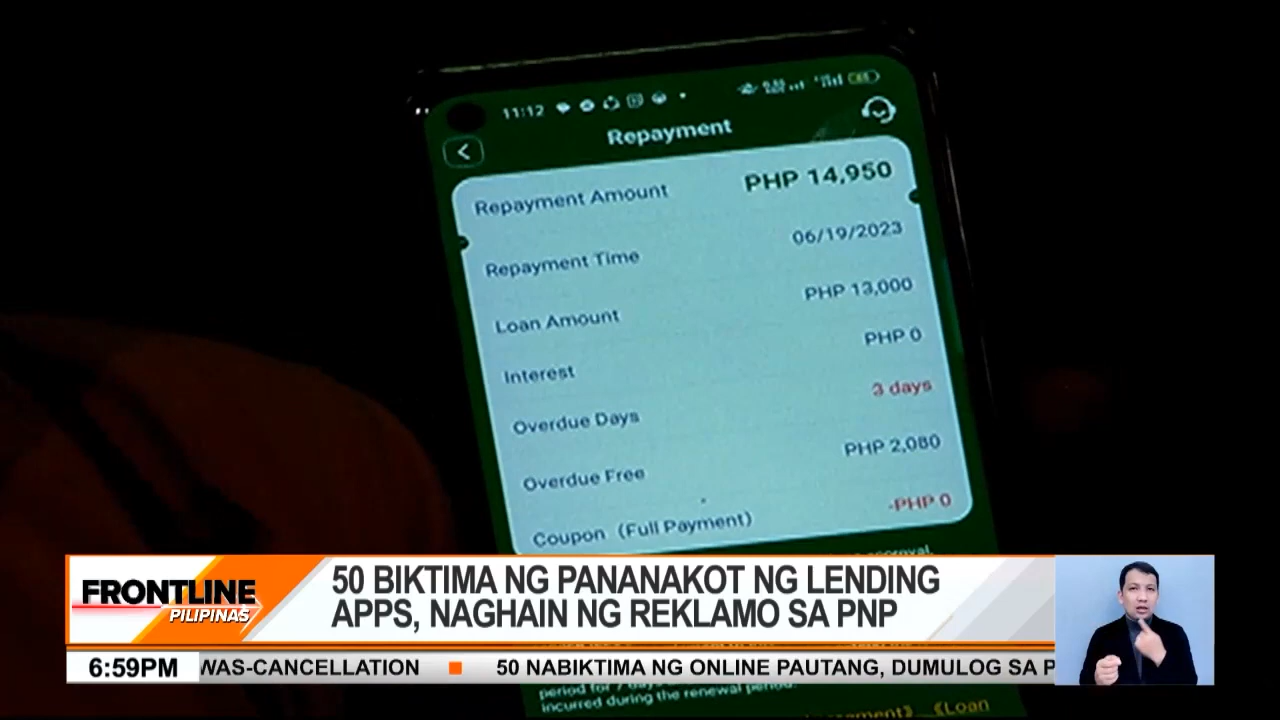 11:12
Repayment
Repayment Amount PHP 14,950
Repayment Time 06/19/2023
Loan Amount PHP 13,000
Interest PHP 0
Overdue Days 3 days
Overdue Free PHP 2,080
Coupon (Full Payment) -PHP 0
approval,
FRONTLINE
PILIPINAS
50 BIKTIMA NG PANANAKOT NG LENDING
APPS, NAGHAIN NG REKLAMO SA PNP
6:59PM WAS-CANCELLATION 50 NABIKTIMA NG ONLINE PAUTANG, DUMULOG SA P
period for 7 days
incurred during the renewal period.
《Loan